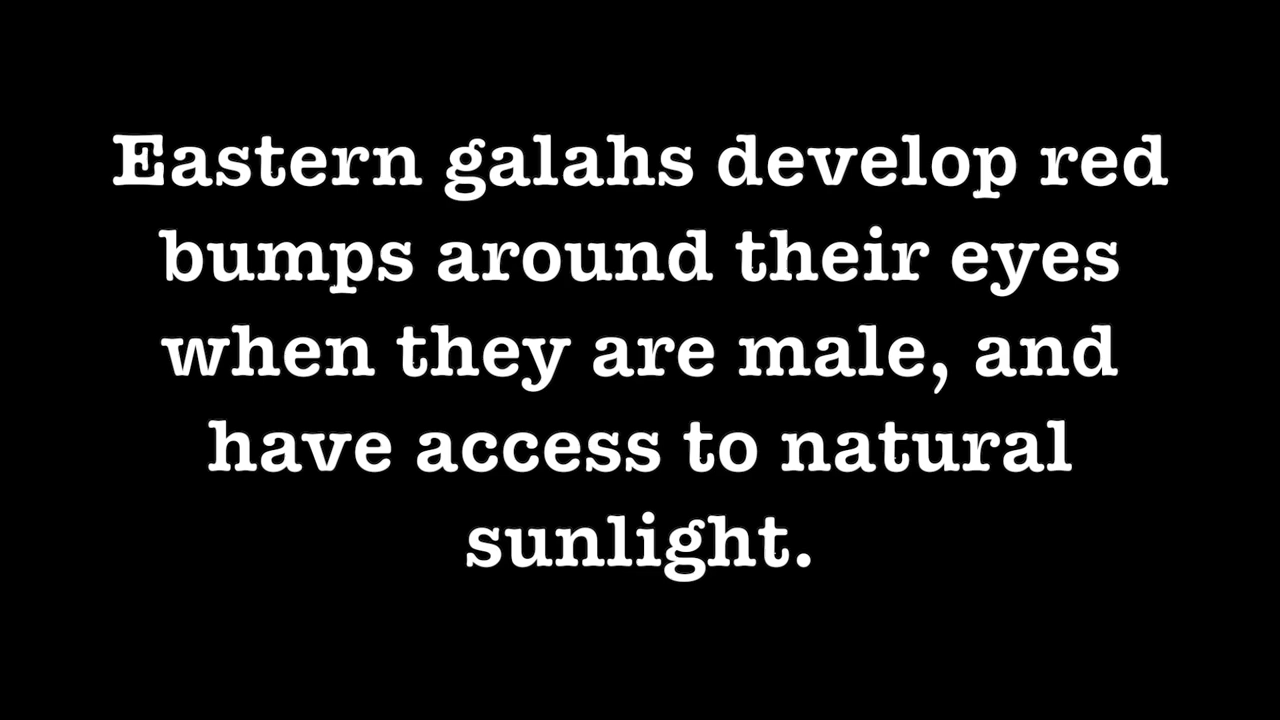 Eastern galahs develop red
bumps around their eyes
when they are male, and
have access to natural
sunlight.